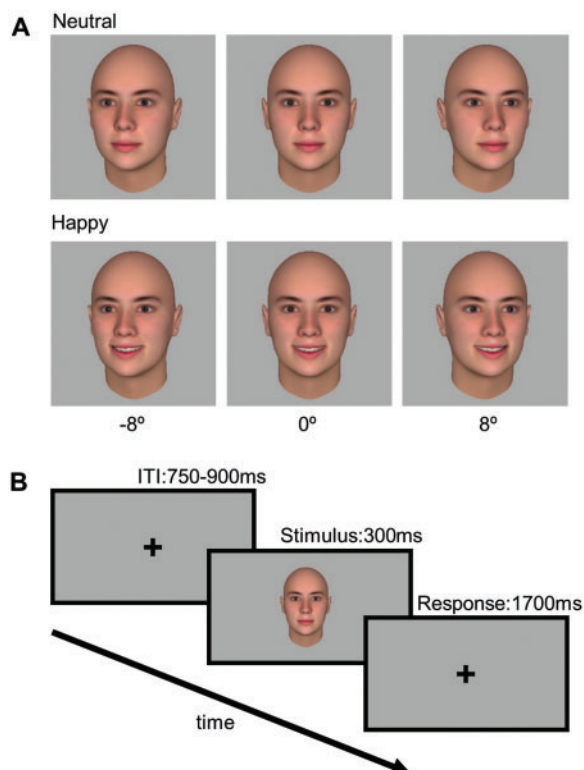 A
Neutral
Happy
-8º 0º 8º
B
ITI:750-900ms
+
Stimulus:300ms
Response:1700ms
+
time